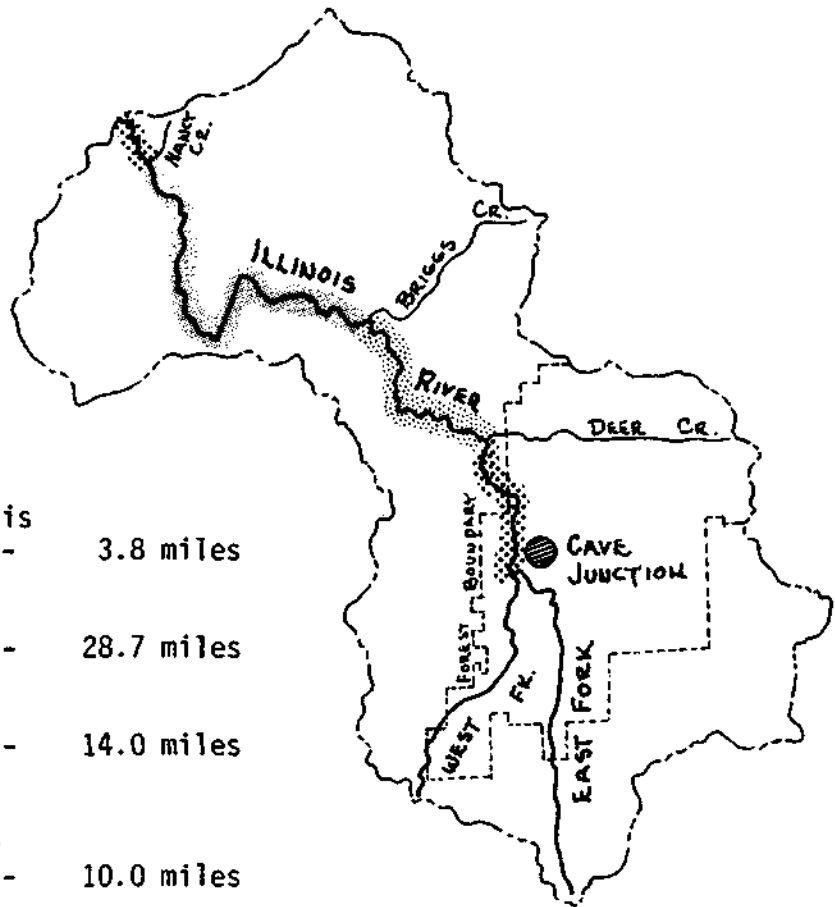 NANCY
CR.
ILLINOIS
BRIGGS
CR.
RIVER
DEER CR.
is
- 3.8 miles
BOUNDARY
CAVE
JUNCTION
- 28.7 miles
FOREST
FK.
WEST
EAST FORK
- 14.0 miles
- 10.0 miles